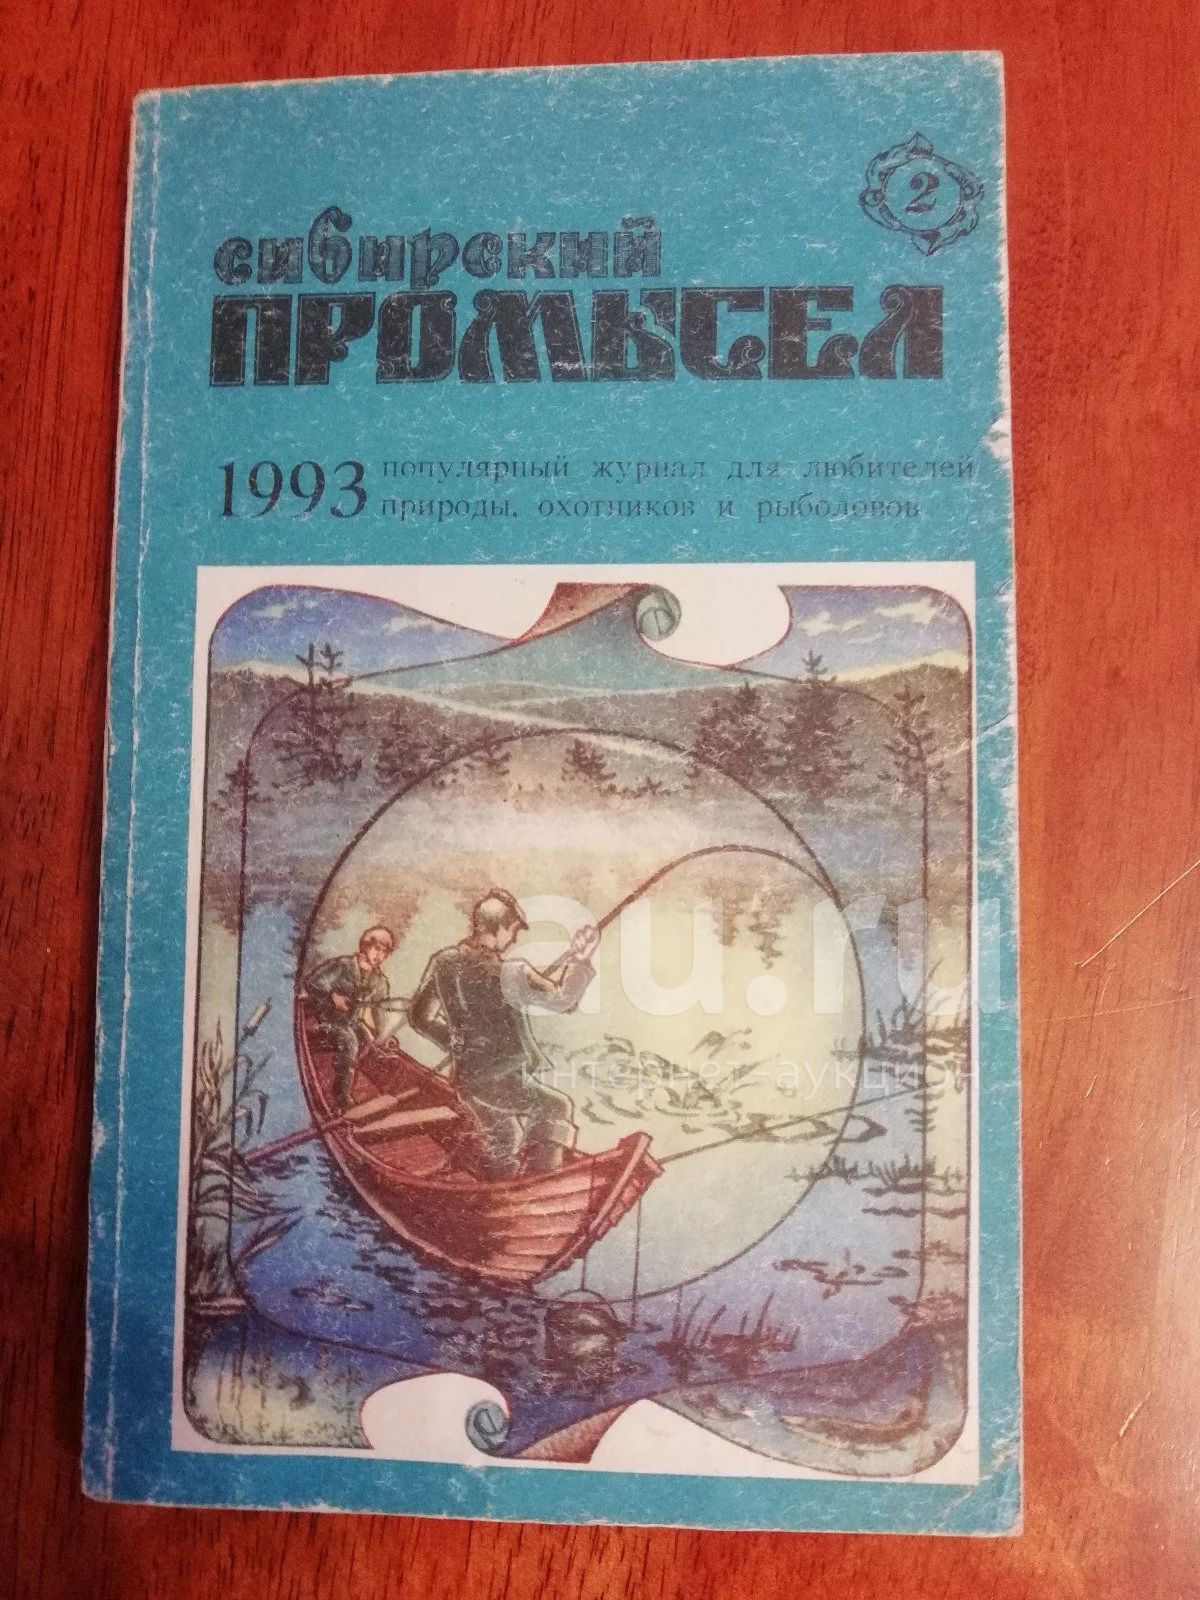 2
сибирский
ПРОМЫСЕЛ
1993 популярный журнал для любителей
природы, охотников и рыболовов
au.ru
интернет-аукцион